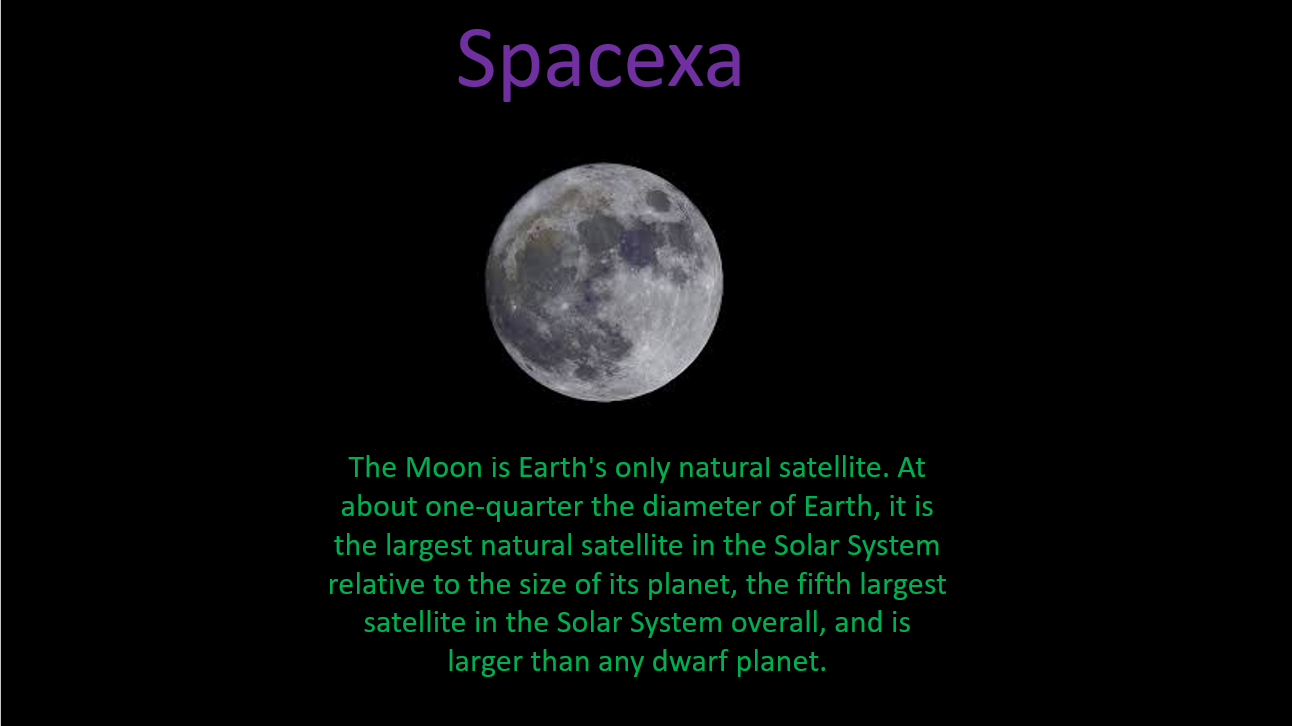 Spacexa
The Moon is Earth's only natural satellite. At
about one-quarter the diameter of Earth, it is
the largest natural satellite in the Solar System
relative to the size of its planet, the fifth largest
satellite in the Solar System overall, and is
larger than any dwarf planet.